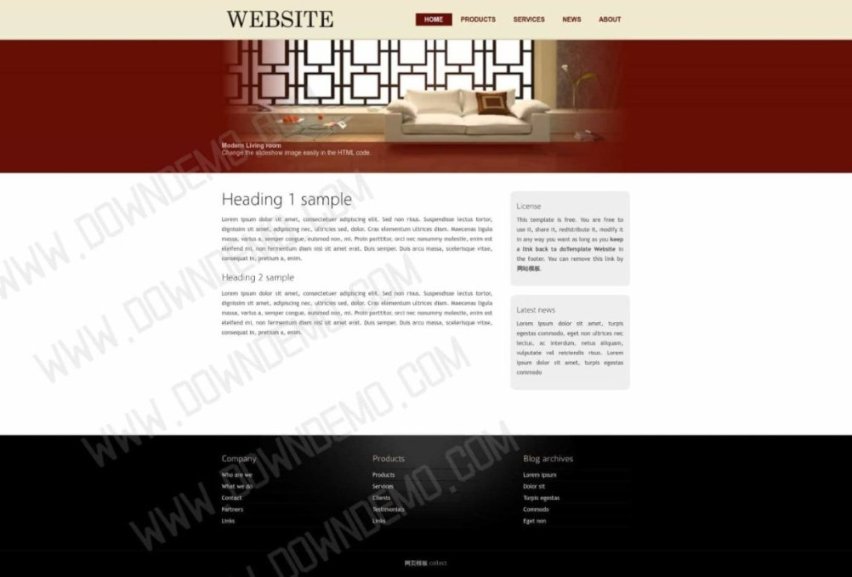 WEBSITE
HOME PRODUCTS SERVICES NEWS ABOUT
Modern Living room
Change the slideshow image easily in the HTML code.
Heading 1 sample
Lorem ipsum dolor sit amet, consectetuer adipiscing elit. Sed non risus. Suspendisse lectus tortor,
dignissim sit amet, adipiscing nec, ultricies sed, dolor. Cras elementum ultrices diam. Maecenas ligula
massa, varius a, semper congue, euismod non, mi. Proin porttitor, orci nec nonummy molestie, enim est
eleifend mi, non fermentum diam nisl sit amet erat. Duis semper. Duis arcu massa, scelerisque vitae,
consequat in, pretium a, enim.
Heading 2 sample
Lorem ipsum dolor sit amet, consectetuer adipiscing elit. Sed non risus. Suspendisse lectus tortor,
dignissim sit amet, adipiscing nec, ultricies sed, dolor. Cras elementum ultrices diam. Maecenas ligula
massa, varius a, semper congue, euismod non, mi. Proin porttitor, orci nec nonummy molestie, enim est
eleifend mi, non fermentum diam nisl sit amet erat. Duis semper. Duis arcu massa, scelerisque vitae,
consequat in, pretium a, enim.
License
This template is free. You are free to
use it, share it, redistribute it, modify it
in any way you want as long as you keep
a link back to Website in
the footer. You can remove this link by
网站模板.
Latest news
Lorem ipsum dolor sit amet, turpis
egestas commodo, eget non ultrices nec
lectus, ac interdum, netus aliquam,
vulputate vel reiciendis risus. Lorem
ipsum dolor sit amet, turpis egestas
commodo
Company
Who are we
What we do
Contact
Partners
Links
Products
Products
Services
Clients
Testimonials
Links
Blog archives
Lorem ipsum
Dolor sit
Turpis egestas
Commodo
Eget non
网页模板 collect
WWW.DOWNDEMO.COM
WWW.DOWNDEMO.COM
WWW.DOWNDEMO.COM
WWW.DOWNDEMO.COM
WWW.DOWNDEMO.COM